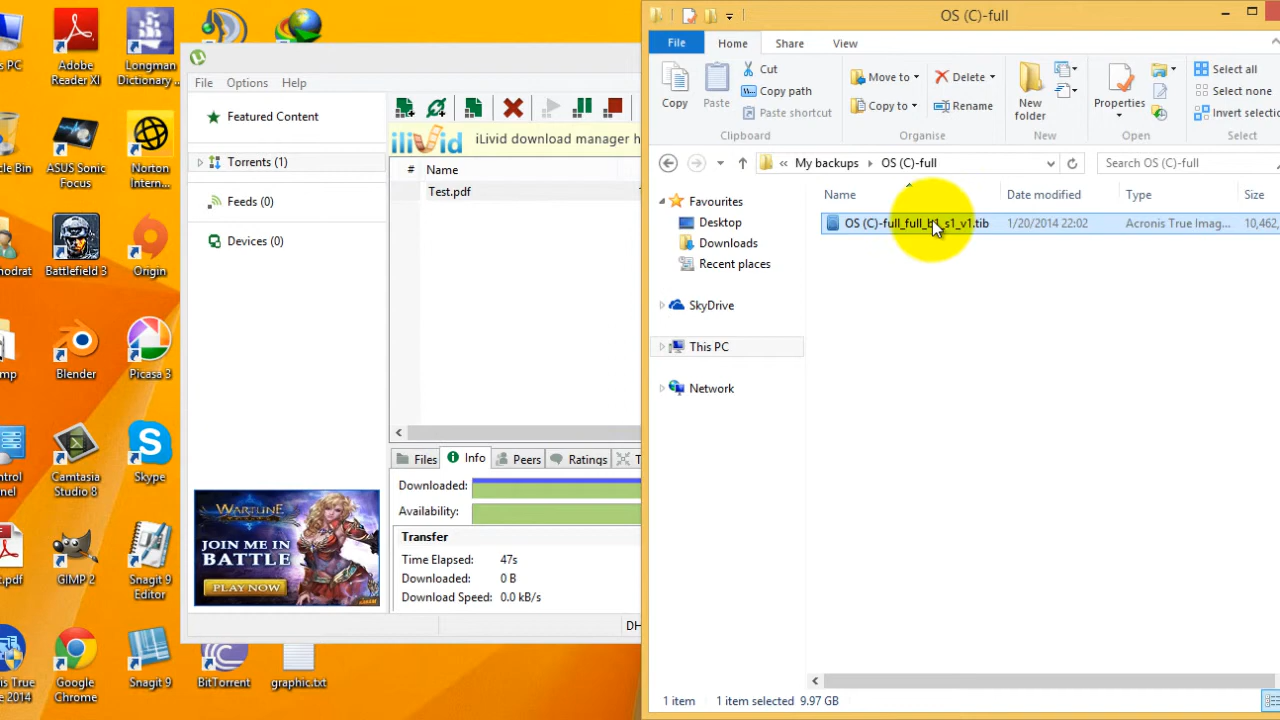 s PC
Adobe
Reader XI
Longman
Dictionary ...
cle Bin
ASUS Sonic
Focus
Norton
Intern...
odrat
Battlefield 3
Origin
mp
Blender
Picasa 3
ntrol
nel
Camtasia
Studio 8
Skype
.pdf
GIMP 2
Snagit 9
Editor
nis True
e 2014
Google
Chrome
Snagit 9
BitTorrent
graphic.txt
File Options Help
Featured Content
Torrents (1)
Feeds (0)
Devices (0)
WARTUNE
JOIN ME IN
BATTLE
PLAY NOW
ilivid iLivid download manager h
# Name
Test.pdf
Files Info Peers Ratings T
Downloaded:
Availability:
Transfer
Time Elapsed: 47s
Downloaded: 0 B
Download Speed: 0.0 kB/s
DH
OS (C)-full
File Home Share View
Copy
Paste
Cut
Copy path
Paste shortcut
Clipboard
Move to
Copy to
Delete
Rename
Organise
New
folder
New
Properties
Open
Select all
Select none
Invert selectio
Select
« My backups OS (C)-full
Search OS (C)-full
Favourites
Desktop
Downloads
Recent places
SkyDrive
This PC
Network
Name Date modified Type Size
OS (C)-full_full_b1_s1_v1.tib 1/20/2014 22:02 Acronis True Imag... 10,462,
1 item 1 item selected 9.97 GB